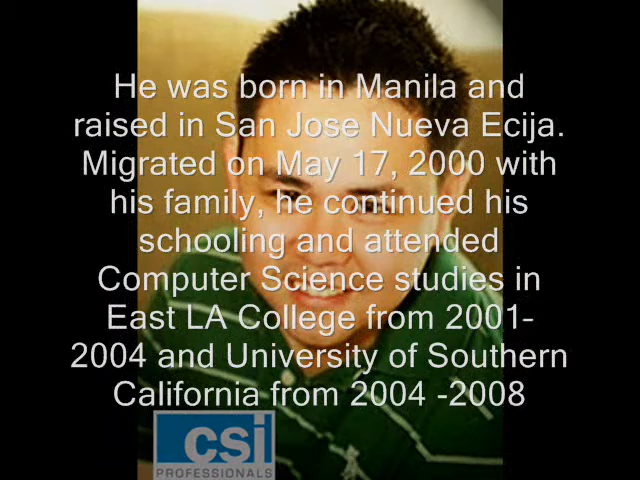 He was born in Manila and
raised in San Jose Nueva Ecija.
Migrated on May 17, 2000 with
his family, he continued his
schooling and attended
Computer Science studies in
East LA College from 2001-
2004 and University of Southern
California from 2004 -2008
csi
PROFESSIONALS